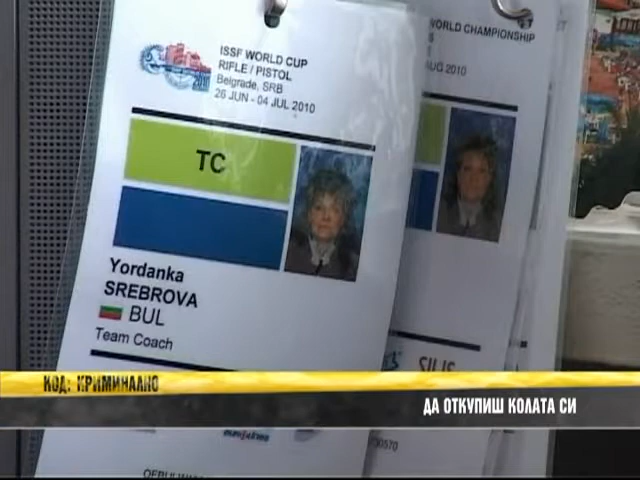 ISSF WORLD CUP
RIFLE / PISTOL
Belgrade, SRB
26 JUN - 04 JUL 2010
TC
Yordanka
SREBROVA
BUL
Team Coach
WORLD CHAMPIONSHIP
AUG 2010
КОД: КРИМИНАЛНО
ДА ОТКУПИШ КОЛАТА СИ